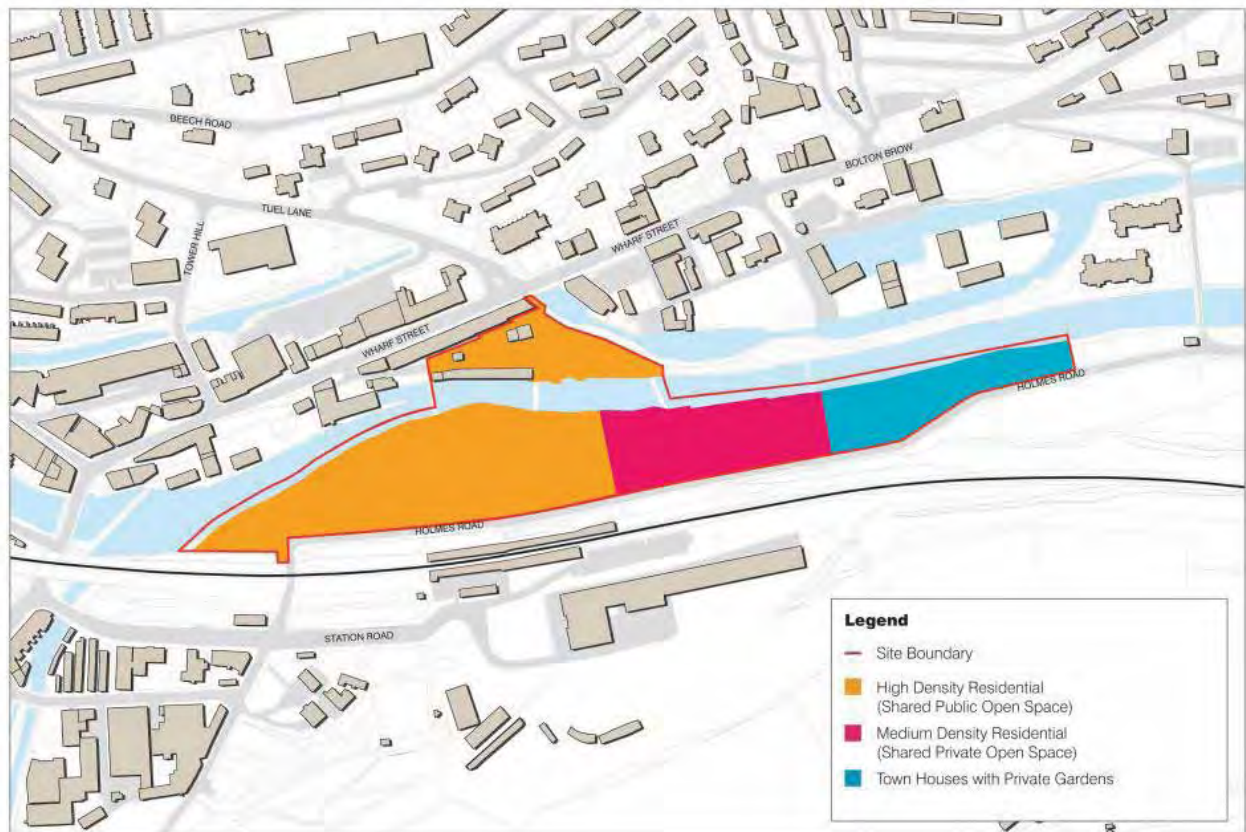 BEECH ROAD
BOLTON BROW
TUEL LANE
TOWER HILL
WHARF STREET
WHARF STREET
HOLMES ROAD
HOLMES ROAD
STATION ROAD
Legend
Site Boundary
High Density Residential
(Shared Public Open Space)
Medium Density Residential
(Shared Private Open Space)
Town Houses with Private Gardens